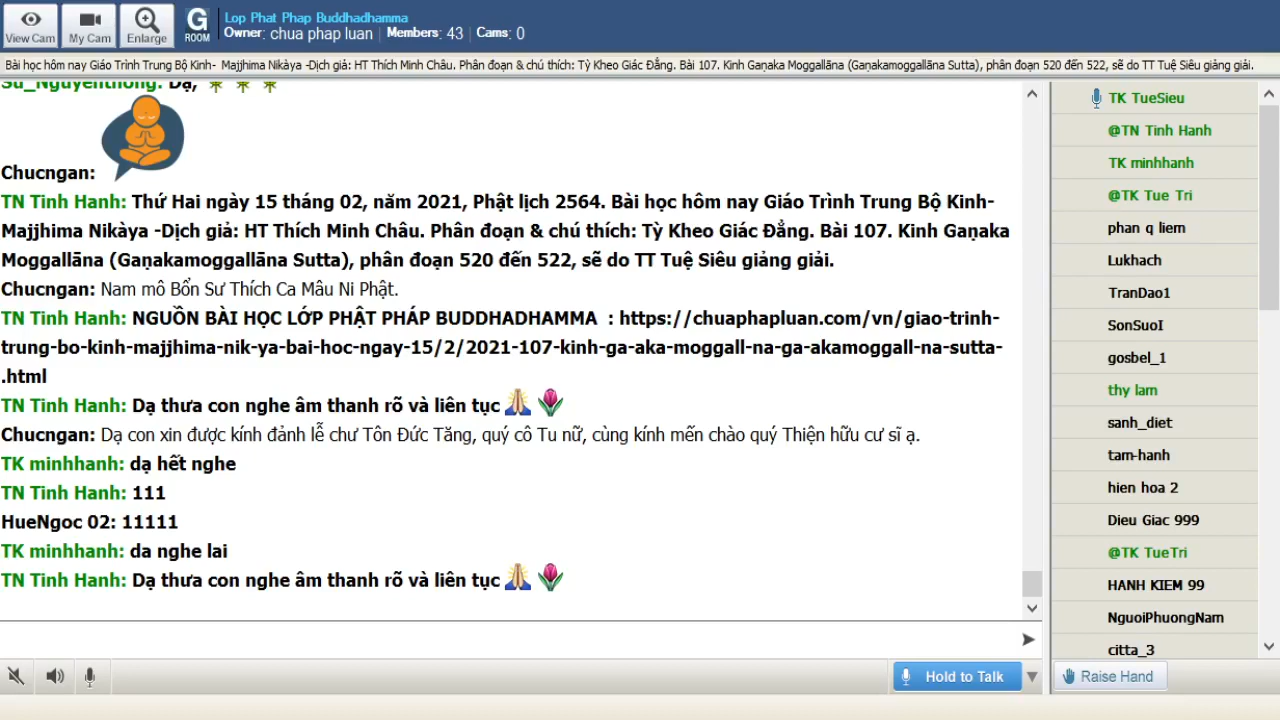 View Cam
My Cam
Enlarge
G
ROOM
Lop Phat Phap Buddhadhamma
Owner: chua phap luan | Members: 43 | Cams: 0
Bài học hôm nay Giáo Trình Trung Bộ Kinh- Majjhima Nikàya -Dịch giả: HT Thích Minh Châu. Phân đoạn & chú thích: Tỳ Kheo Giác Đẳng. Bài 107. Kinh Gaṇaka Moggallāna (Gaṇakamoggallāna Sutta), phân đoạn 520 đến 522, sẽ do TT Tuệ Siêu giảng giải.
Su_Nguyenthong: Dạ,
Chucngan:
TN Tinh Hanh: Thứ Hai ngày 15 tháng 02, năm 2021, Phật lịch 2564. Bài học hôm nay Giáo Trình Trung Bộ Kinh-
Majjhima Nikàya -Dịch giả: HT Thích Minh Châu. Phân đoạn & chú thích: Tỳ Kheo Giác Đẳng. Bài 107. Kinh Gaṇaka
Moggallāna (Gaṇakamoggallāna Sutta), phân đoạn 520 đến 522, sẽ do TT Tuệ Siêu giảng giải.
Chucngan: Nam mô Bổn Sư Thích Ca Mâu Ni Phật.
TN Tinh Hanh: NGUỒN BÀI HỌC LỚP PHẬT PHÁP BUDDHADHAMMA : https://chuaphapluan.com/vn/giao-trinh-
trung-bo-kinh-majjhima-nik-ya-bai-hoc-ngay-15/2/2021-107-kinh-ga-aka-moggall-na-ga-akamoggall-na-sutta-
.html
TN Tinh Hanh: Dạ thưa con nghe âm thanh rõ và liên tục
Chucngan: Dạ con xin được kính đảnh lễ chư Tôn Đức Tăng, quý cô Tu nữ, cùng kính mến chào quý Thiện hữu cư sĩ ạ.
TK minhhanh: dạ hết nghe
TN Tinh Hanh: 111
HueNgoc 02: 11111
TK minhhanh: da nghe lai
TN Tinh Hanh: Dạ thưa con nghe âm thanh rõ và liên tục
Hold to Talk
TK TueSieu
@TN Tinh Hanh
TK minhhanh
@TK Tue Tri
phan q liem
Lukhach
TranDao1
SonSuoI
gosbel_1
thy lam
sanh_diet
tam-hanh
hien hoa 2
Dieu Giac 999
@TK TueTri
HANH KIEM 99
NguoiPhuongNam
citta_3
Raise Hand